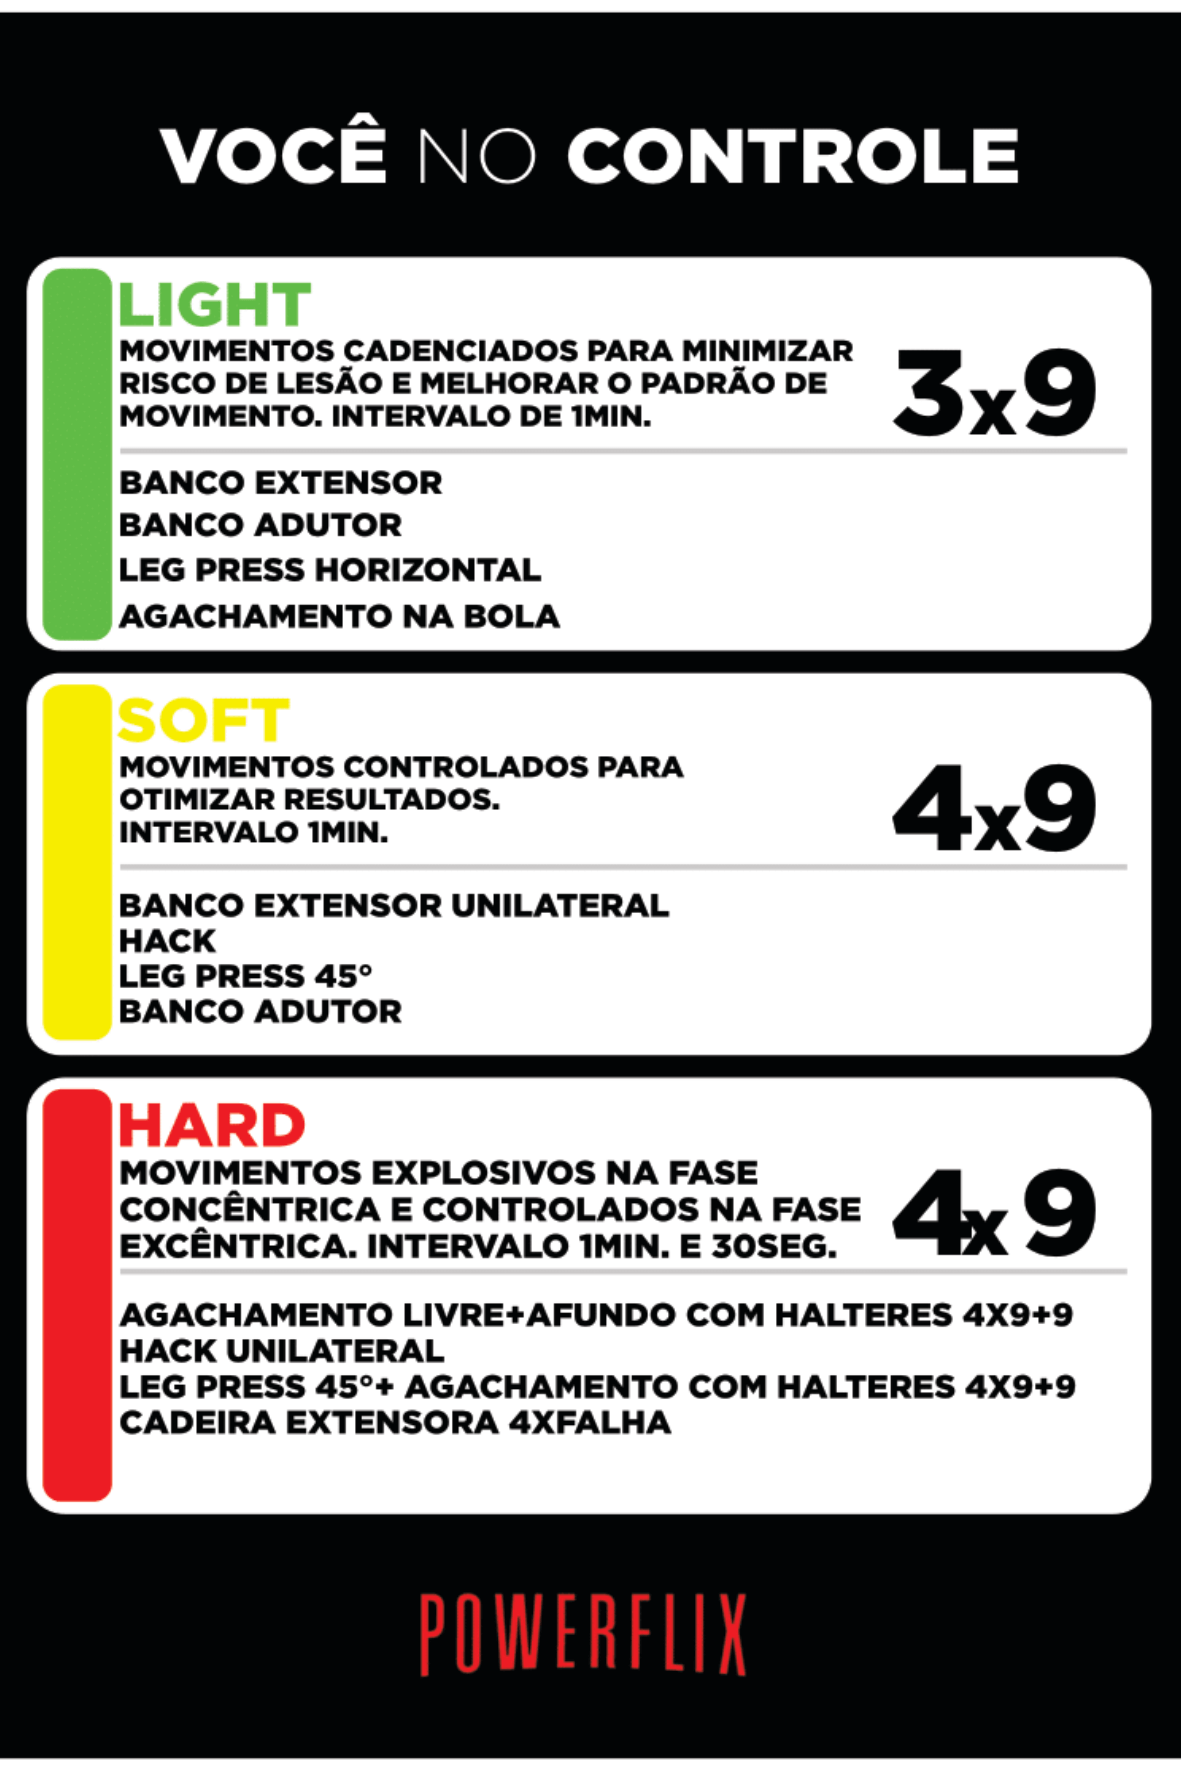 VOCÊ NO CONTROLE
LIGHT
MOVIMENTOS CADENCIADOS PARA MINIMIZAR
RISCO DE LESÃO E MELHORAR O PADRÃO DE
MOVIMENTO. INTERVALO DE 1MIN.
3x9
BANCO EXTENSOR
BANCO ADUTOR
LEG PRESS HORIZONTAL
AGACHAMENTO NA BOLA
SOFT
MOVIMENTOS CONTROLADOS PARA
OTIMIZAR RESULTADOS.
INTERVALO 1MIN.
4x9
BANCO EXTENSOR UNILATERAL
HACK
LEG PRESS 45°
BANCO ADUTOR
HARD
MOVIMENTOS EXPLOSIVOS NA FASE
CONCÊNTRICA E CONTROLADOS NA FASE
EXCÊNTRICA. INTERVALO 1MIN. E 30SEG.
4x 9
AGACHAMENTO LIVRE+AFUNDO COM HALTERES 4X9+9
HACK UNILATERAL
LEG PRESS 45°+ AGACHAMENTO COM HALTERES 4X9+9
CADEIRA EXTENSORA 4XFALHA
POWERFLIX